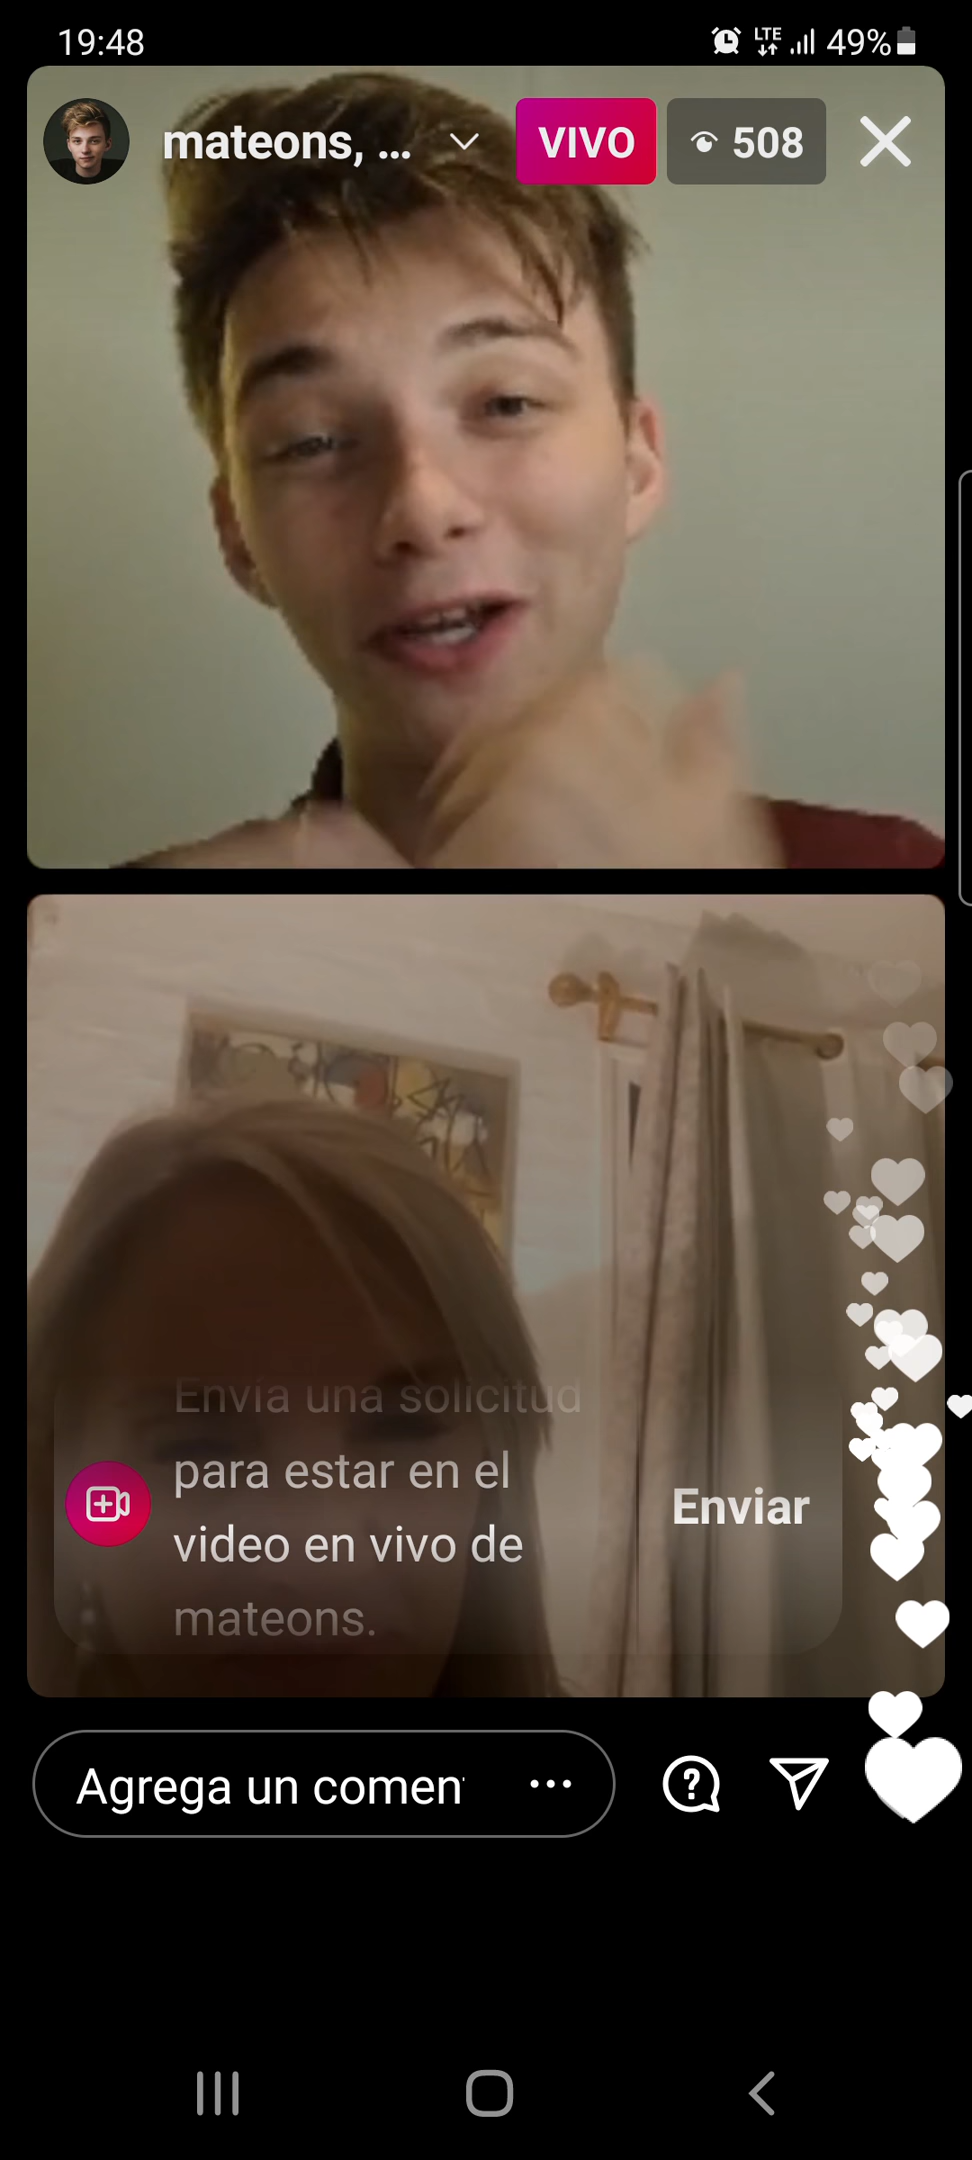 19:48
LTE 49%
mateons, ...
VIVO
508
Envía una solicitud
para estar en el
video en vivo de
mateons.
Enviar
Agrega un comen